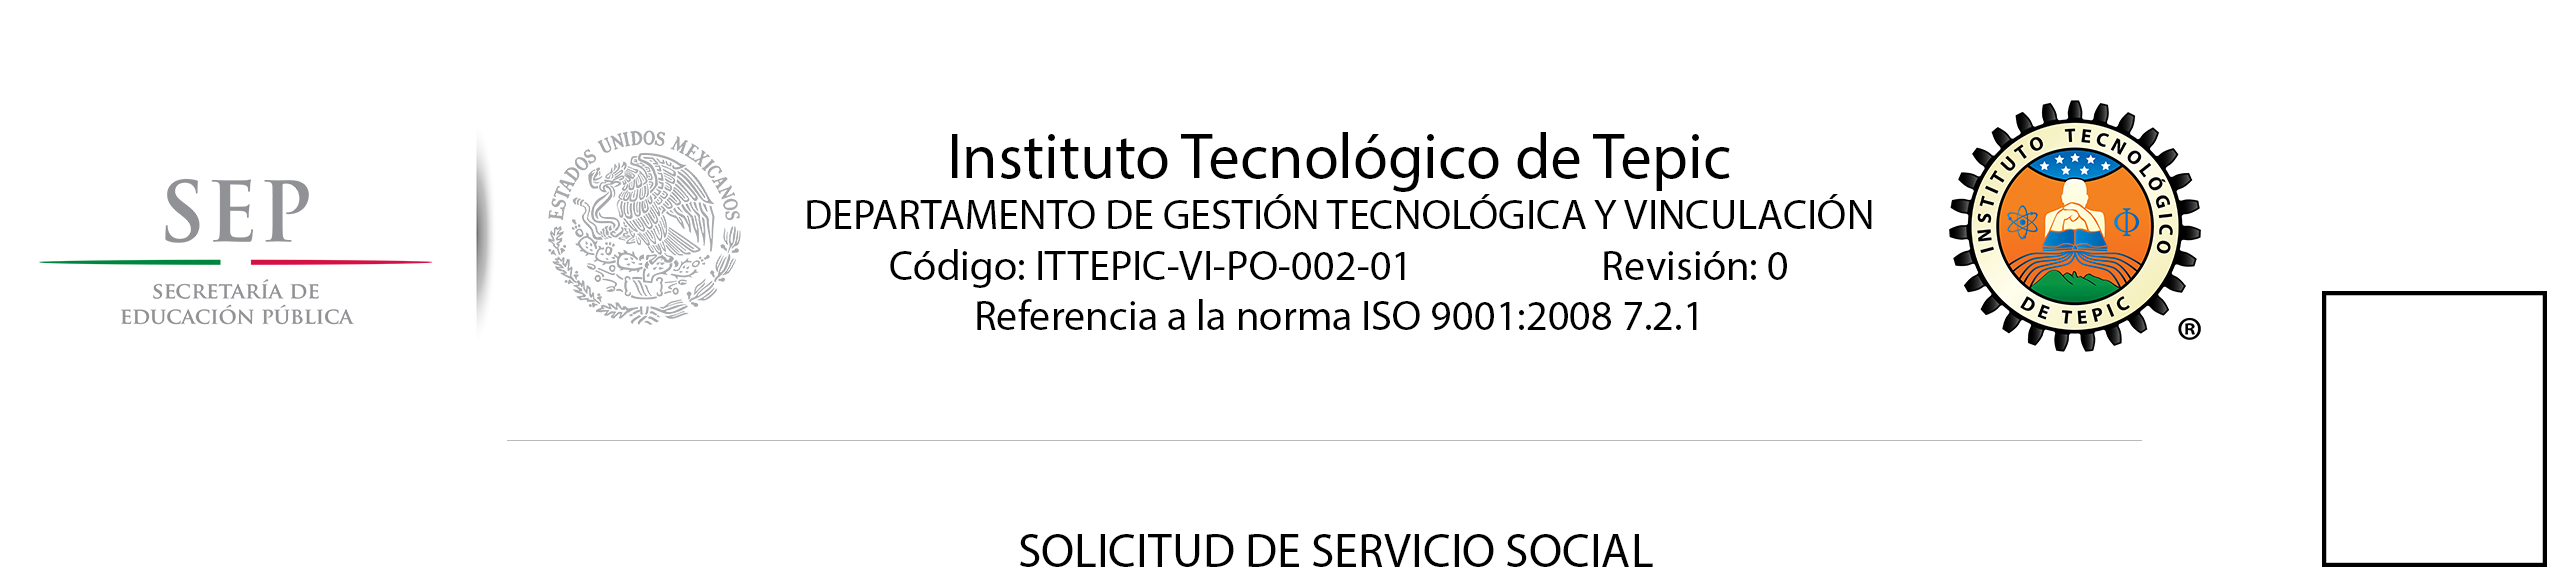 SEP
SECRETARÍA DE
EDUCACIÓN PÚBLICA
ESTADOS UNIDOS MEXICANOS
Instituto Tecnológico de Tepic
DEPARTAMENTO DE GESTIÓN TECNOLÓGICA Y VINCULACIÓN
Código: ITTEPIC-VI-PO-002-01 Revisión: 0
Referencia a la norma ISO 9001:2008 7.2.1
INSTITUTO TECNOLÓGICO
DE TEPIC
Φ
®
SOLICITUD DE SERVICIO SOCIAL